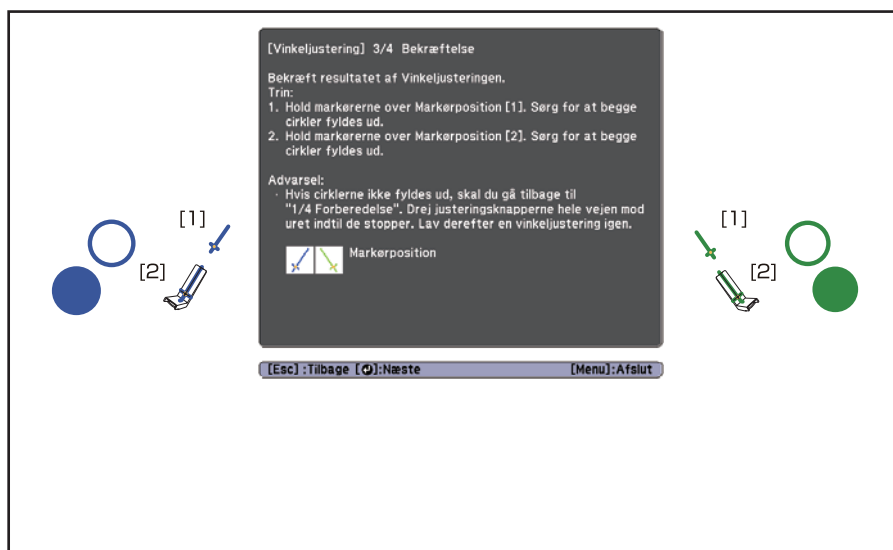 [Vinkeljustering] 3/4 Bekræftelse
Bekræft resultatet af Vinkeljusteringen.
Trin:
1. Hold markørerne over Markørposition [1]. Sørg for at begge
cirkler fyldes ud.
2. Hold markørerne over Markørposition [2]. Sørg for at begge
cirkler fyldes ud.
Advarsel:
· Hvis cirklerne ikke fyldes ud, skal du gå tilbage til
"1/4 Forberedelse". Drej justeringsknapperne hele vejen mod
uret indtil de stopper. Lav derefter en vinkeljustering igen.
Markørposition
[1]
[2]
[1]
[2]
[Esc] :Tilbage [⏎]:Næste [Menu]:Afslut